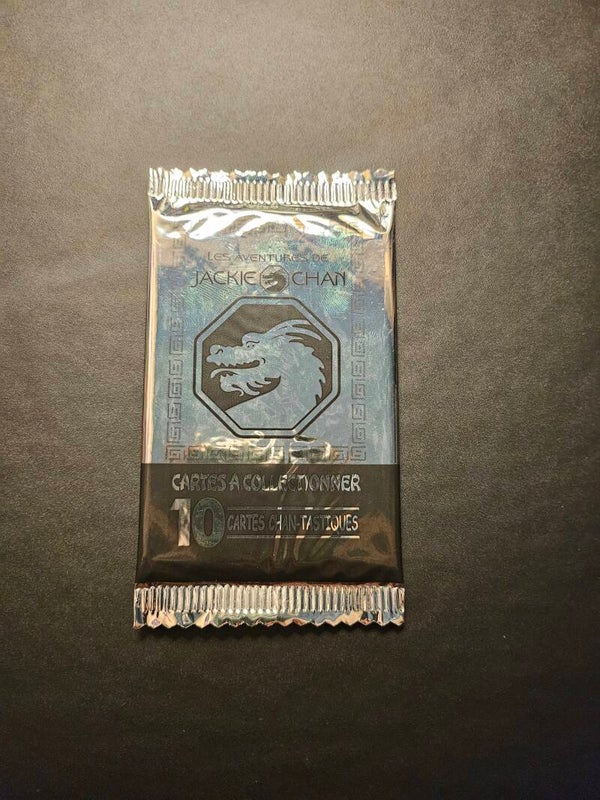 LES AVENTURES DE
JACKIE CHAN
CARTES A COLLECTIONNER
10 CARTES CHAN-TASTIQUES